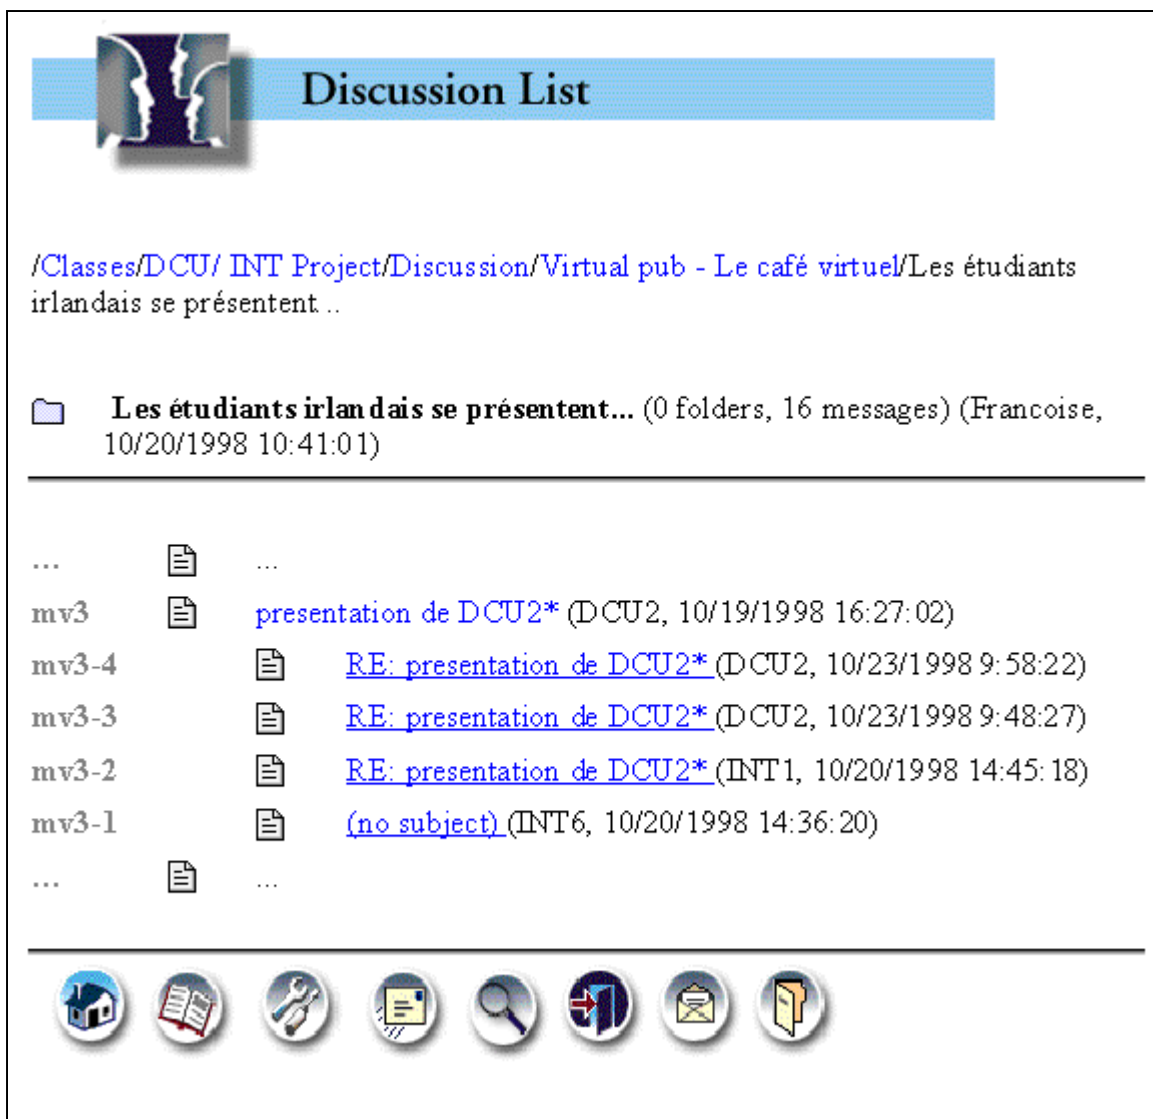 Discussion List
/Classes/DCU/ INT Project/Discussion/Virtual pub - Le café virtuel/Les étudiants
irlandais se présentent...
Les étudiants irlandais se présentent... (0 folders, 16 messages) (Francoise,
10/20/1998 10:41:01)
... ...
mv3 presentation de DCU2* (DCU2, 10/19/1998 16:27:02)
mv3-4 RE: presentation de DCU2* (DCU2, 10/23/1998 9:58:22)
mv3-3 RE: presentation de DCU2* (DCU2, 10/23/1998 9:48:27)
mv3-2 RE: presentation de DCU2* (INT1, 10/20/1998 14:45:18)
mv3-1 (no subject) (INT6, 10/20/1998 14:36:20)
... ...